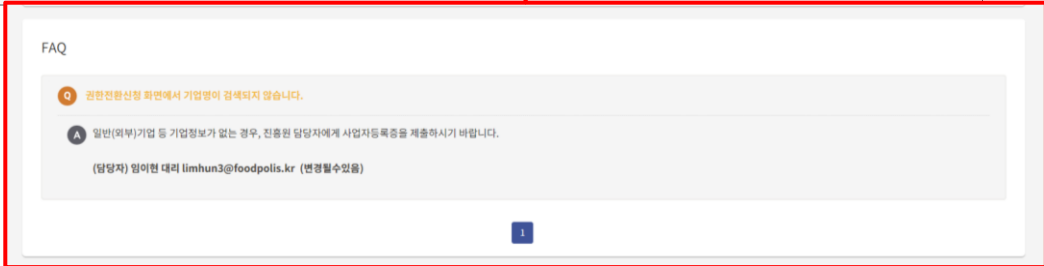 FAQ
Q 권한전환신청 화면에서 기업명이 검색되지 않습니다.
A 일반(외부)기업 등 기업정보가 없는 경우, 진흥원 담당자에게 사업자등록증을 제출하시기 바랍니다.
(담당자) 임이현 대리 limhun3@foodpolis.kr (변경될수있음)
1